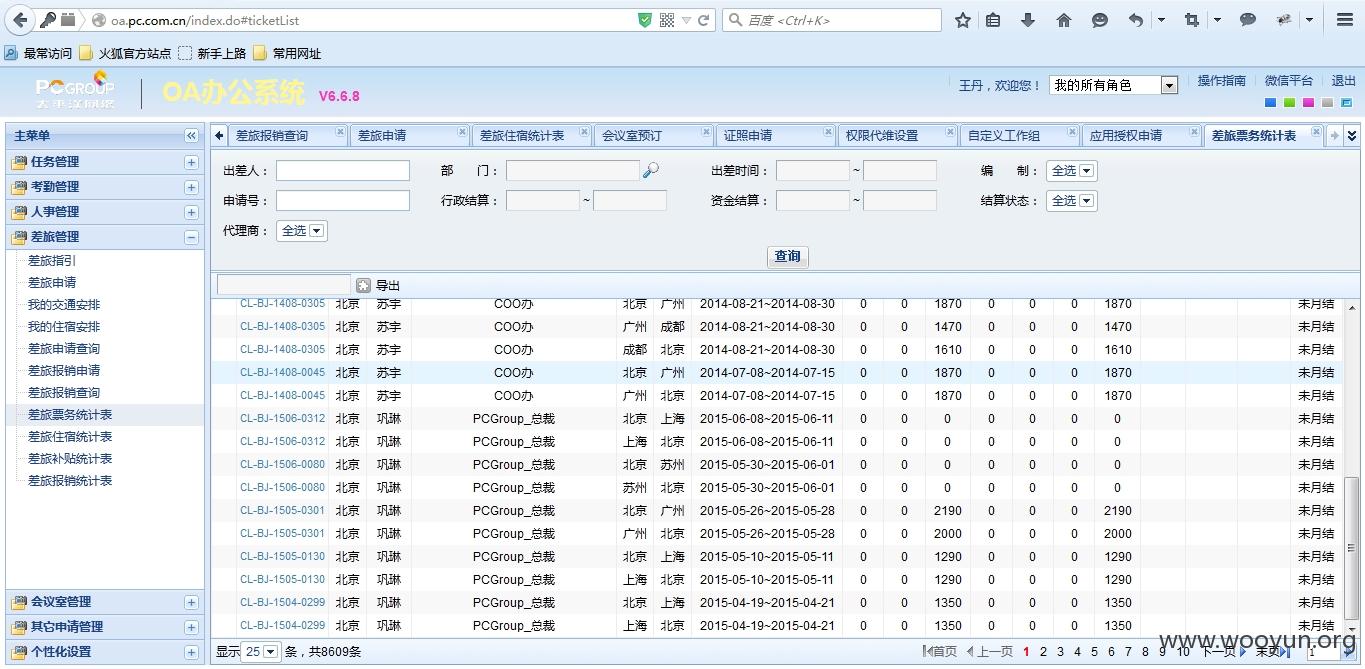 oa.pc.com.cn/index.do#ticketList
百度 <Ctrl+K>
最常访问 火狐官方站点 新手上路 常用网址
PCGROUP 太平洋网络 OA办公系统 V6.6.8
王丹，欢迎您！ 我的所有角色 操作指南 微信平台 退出
主菜单
任务管理
考勤管理
人事管理
差旅管理
差旅指引
差旅申请
我的交通安排
我的住宿安排
差旅申请查询
差旅报销申请
差旅报销查询
差旅票务统计表
差旅住宿统计表
差旅补贴统计表
差旅报销统计表
会议室管理
其它申请管理
个性化设置
差旅报销查询 差旅申请 差旅住宿统计表 会议室预订 证照申请 权限代维设置 自定义工作组 应用授权申请 差旅票务统计表
出差人： 部 门： 出差时间： ~ 编 制： 全选
申请号： 行政结算： ~ 资金结算： ~ 结算状态： 全选
代理商： 全选
查询
导出
CL-BJ-1408-0305 北京 苏宇 COO办 北京 广州 2014-08-21~2014-08-30 0 0 1870 0 0 0 1870 未月结
CL-BJ-1408-0305 北京 苏宇 COO办 广州 成都 2014-08-21~2014-08-30 0 0 1470 0 0 0 1470 未月结
CL-BJ-1408-0305 北京 苏宇 COO办 成都 北京 2014-08-21~2014-08-30 0 0 1610 0 0 0 1610 未月结
CL-BJ-1408-0045 北京 苏宇 COO办 北京 广州 2014-07-08~2014-07-15 0 0 1870 0 0 0 1870 未月结
CL-BJ-1408-0045 北京 苏宇 COO办 广州 北京 2014-07-08~2014-07-15 0 0 1870 0 0 0 1870 未月结
CL-BJ-1506-0312 北京 巩琳 PCGroup_总裁 北京 上海 2015-06-08~2015-06-11 0 0 0 0 0 0 0 未月结
CL-BJ-1506-0312 北京 巩琳 PCGroup_总裁 上海 北京 2015-06-08~2015-06-11 0 0 0 0 0 0 0 未月结
CL-BJ-1506-0080 北京 巩琳 PCGroup_总裁 北京 苏州 2015-05-30~2015-06-01 0 0 0 0 0 0 0 未月结
CL-BJ-1506-0080 北京 巩琳 PCGroup_总裁 苏州 北京 2015-05-30~2015-06-01 0 0 0 0 0 0 0 未月结
CL-BJ-1505-0301 北京 巩琳 PCGroup_总裁 北京 广州 2015-05-26~2015-05-28 0 0 2190 0 0 0 2190 未月结
CL-BJ-1505-0301 北京 巩琳 PCGroup_总裁 广州 北京 2015-05-26~2015-05-28 0 0 2000 0 0 0 2000 未月结
CL-BJ-1505-0130 北京 巩琳 PCGroup_总裁 北京 上海 2015-05-10~2015-05-11 0 0 1290 0 0 0 1290 未月结
CL-BJ-1505-0130 北京 巩琳 PCGroup_总裁 上海 北京 2015-05-10~2015-05-11 0 0 1290 0 0 0 1290 未月结
CL-BJ-1504-0299 北京 巩琳 PCGroup_总裁 北京 上海 2015-04-19~2015-04-21 0 0 1350 0 0 0 1350 未月结
CL-BJ-1504-0299 北京 巩琳 PCGroup_总裁 上海 北京 2015-04-19~2015-04-21 0 0 1350 0 0 0 1350 未月结
显示 25 条，共8609条 首页 上一页 1 2 3 4 5 6 7 8 9 10 下一页 末页 1
www.wooyun.org